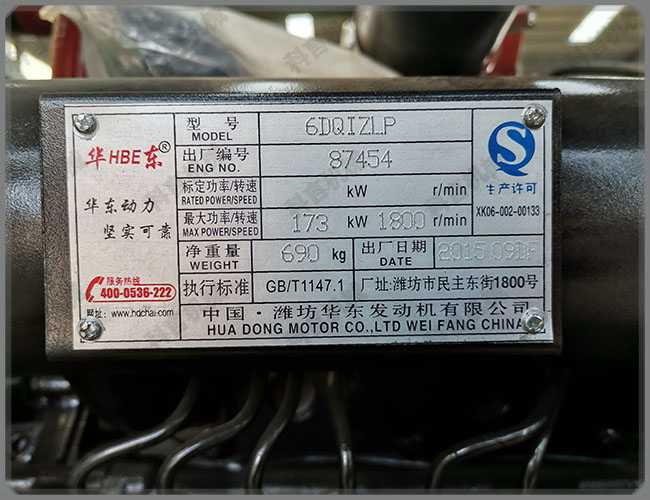 华HBE东®
华东动力
坚实可靠
服务热线
400-0536-222
网址: www.hdchai.com
型号 MODEL 6DQIZLP
出厂编号 ENG NO. 87454
标定功率/转速 RATED POWER/SPEED kW r/min
最大功率/转速 MAX POWER/SPEED 173 kW 1800 r/min
净重量 WEIGHT 690 kg 出厂日期 DATE 2015.09
执行标准 GB/T1147.1 厂址:潍坊市民主东街1800号
中国·潍坊华东发动机有限公司
HUA DONG MOTOR CO.,LTD WEI FANG CHINA
生产许可
XK06-002-00133